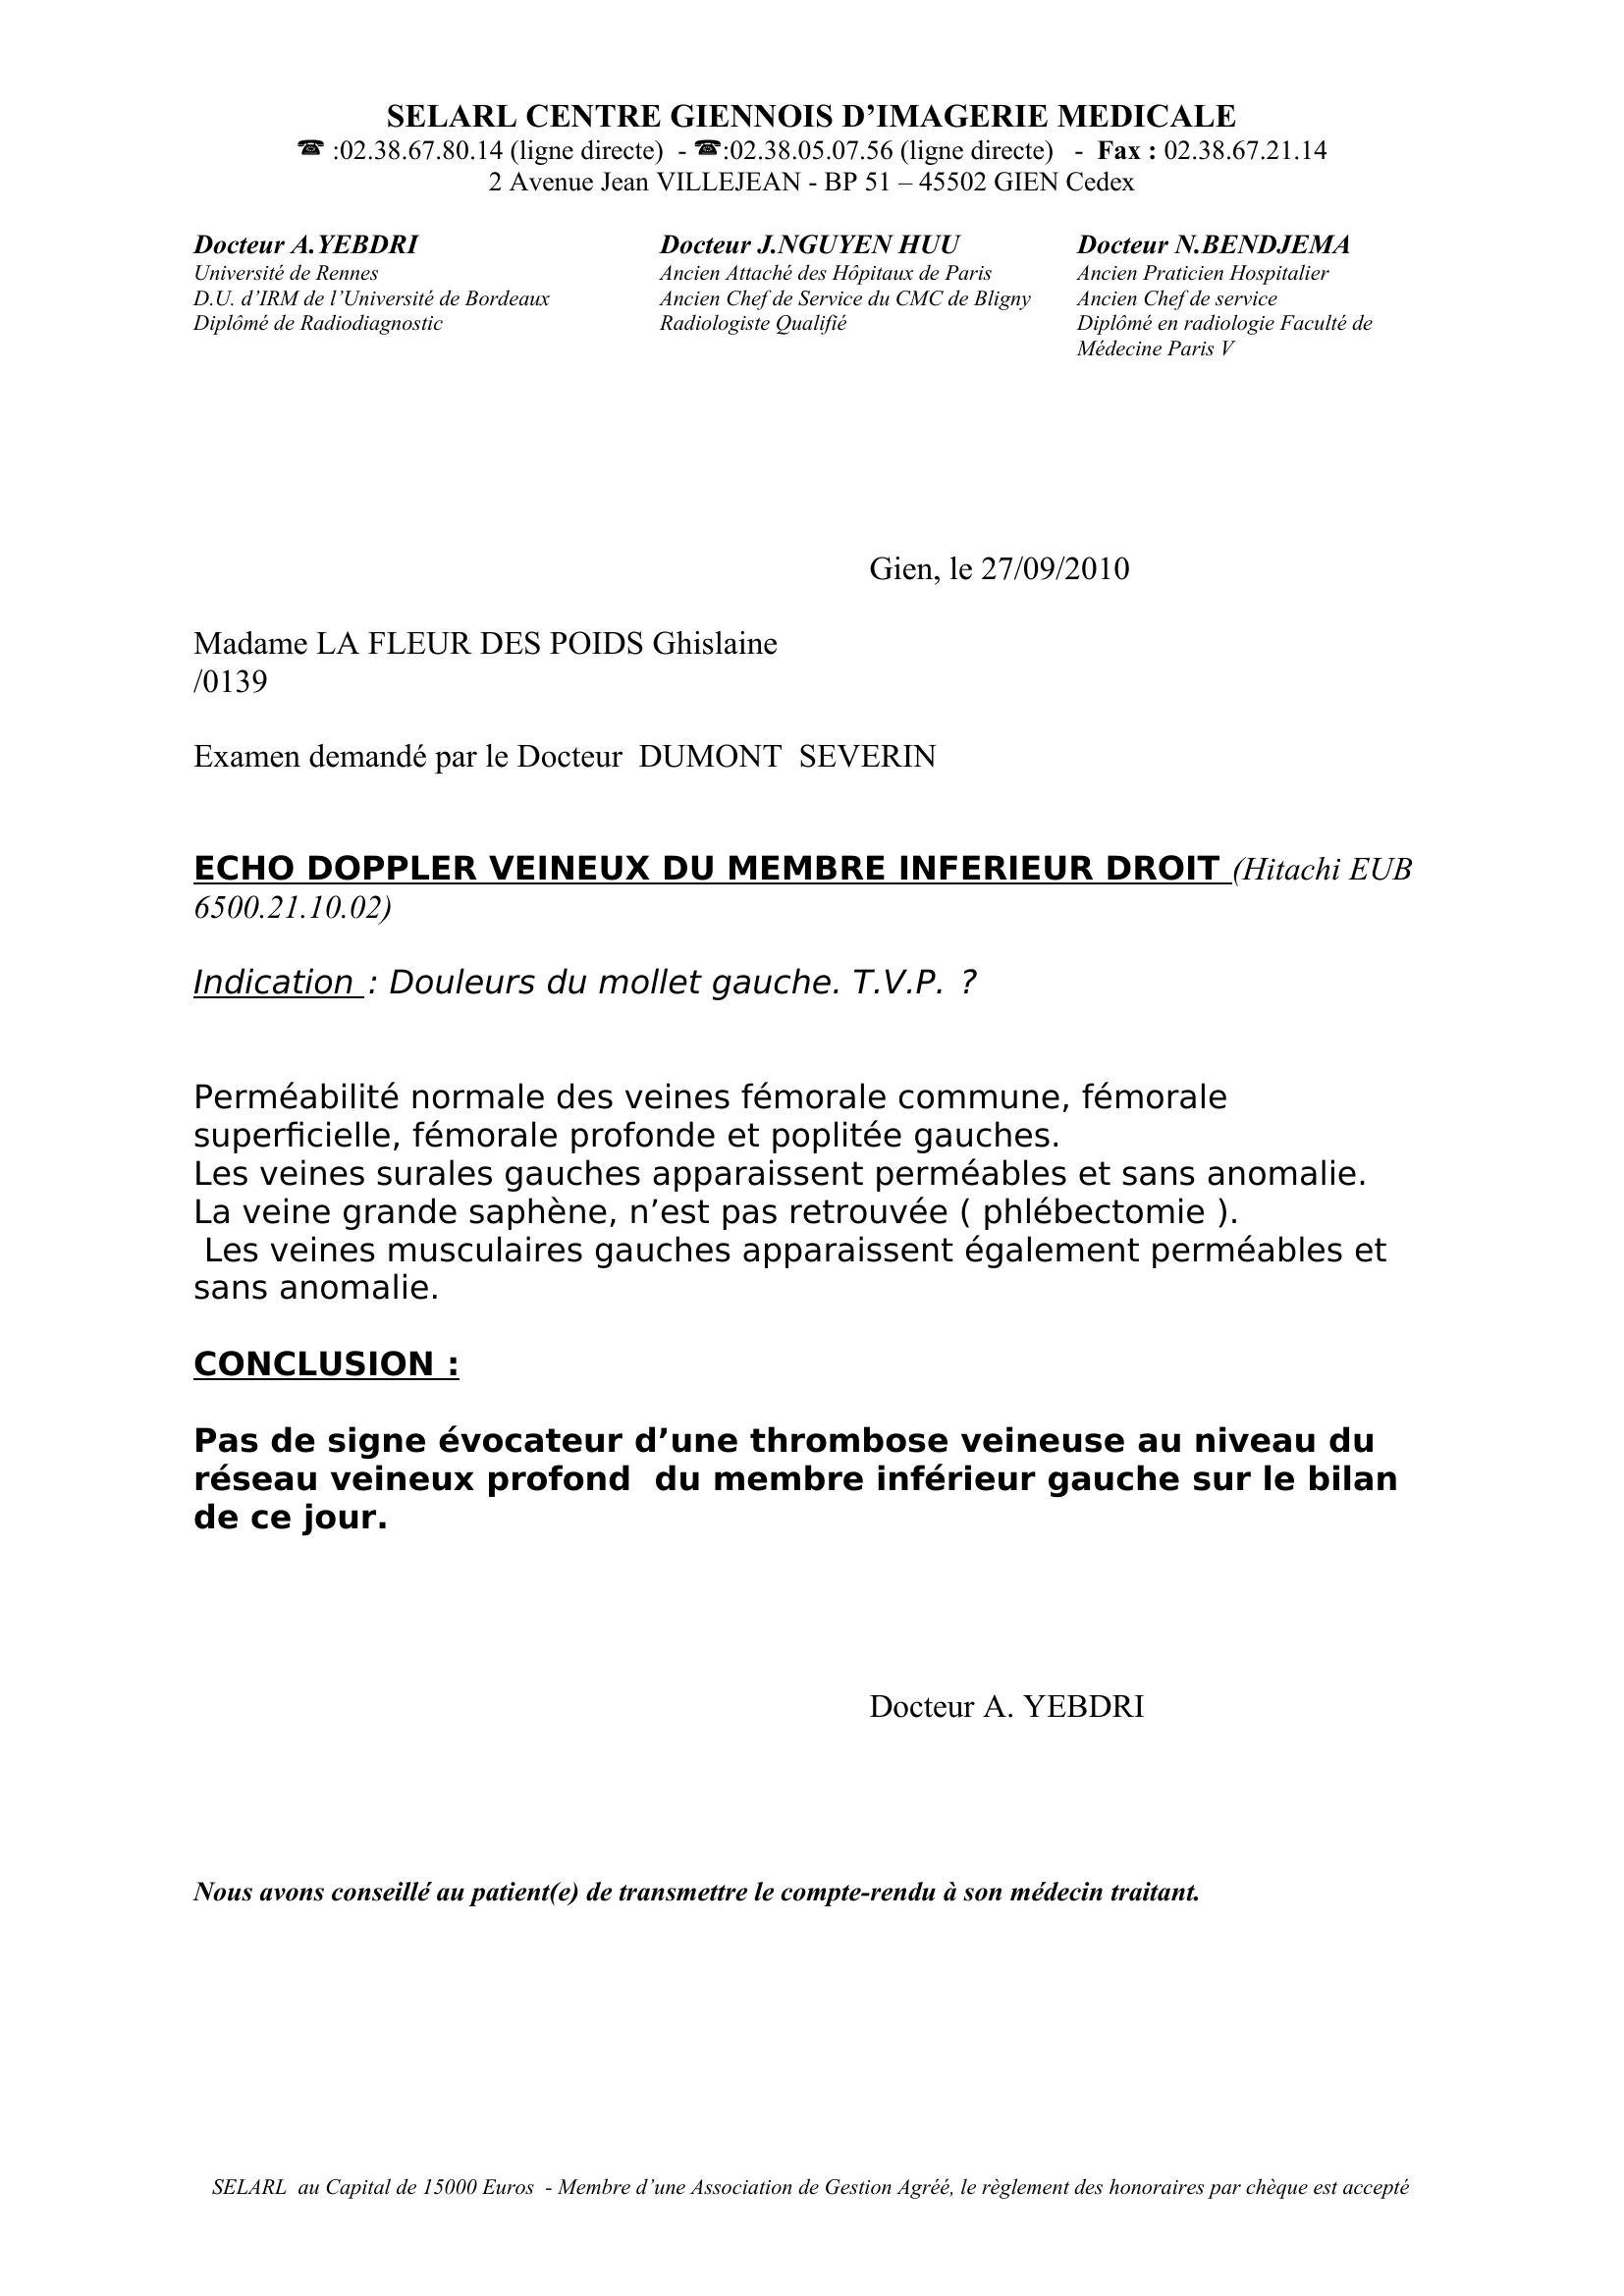 SELARL CENTRE GIENNOIS D’IMAGERIE MEDICALE
☎ :02.38.67.80.14 (ligne directe) - ☎:02.38.05.07.56 (ligne directe) - Fax : 02.38.67.21.14
2 Avenue Jean VILLEJEAN - BP 51 – 45502 GIEN Cedex
Docteur A.YEBDRI
Université de Rennes
D.U. d’IRM de l’Université de Bordeaux
Diplômé de Radiodiagnostic
Docteur J.NGUYEN HUU
Ancien Attaché des Hôpitaux de Paris
Ancien Chef de Service du CMC de Bligny
Radiologiste Qualifié
Docteur N.BENDJEMA
Ancien Praticien Hospitalier
Ancien Chef de service
Diplômé en radiologie Faculté de
Médecine Paris V
Gien, le 27/09/2010
Madame LA FLEUR DES POIDS Ghislaine
/0139
Examen demandé par le Docteur DUMONT SEVERIN
ECHO DOPPLER VEINEUX DU MEMBRE INFERIEUR DROIT (Hitachi EUB
6500.21.10.02)
Indication : Douleurs du mollet gauche. T.V.P. ?
Perméabilité normale des veines fémorale commune, fémorale
superficielle, fémorale profonde et poplitée gauches.
Les veines surales gauches apparaissent perméables et sans anomalie.
La veine grande saphène, n’est pas retrouvée ( phlébectomie ).
Les veines musculaires gauches apparaissent également perméables et
sans anomalie.
CONCLUSION :
Pas de signe évocateur d’une thrombose veineuse au niveau du
réseau veineux profond du membre inférieur gauche sur le bilan
de ce jour.
Docteur A. YEBDRI
Nous avons conseillé au patient(e) de transmettre le compte-rendu à son médecin traitant.
SELARL au Capital de 15000 Euros - Membre d’une Association de Gestion Agréé, le règlement des honoraires par chèque est accepté